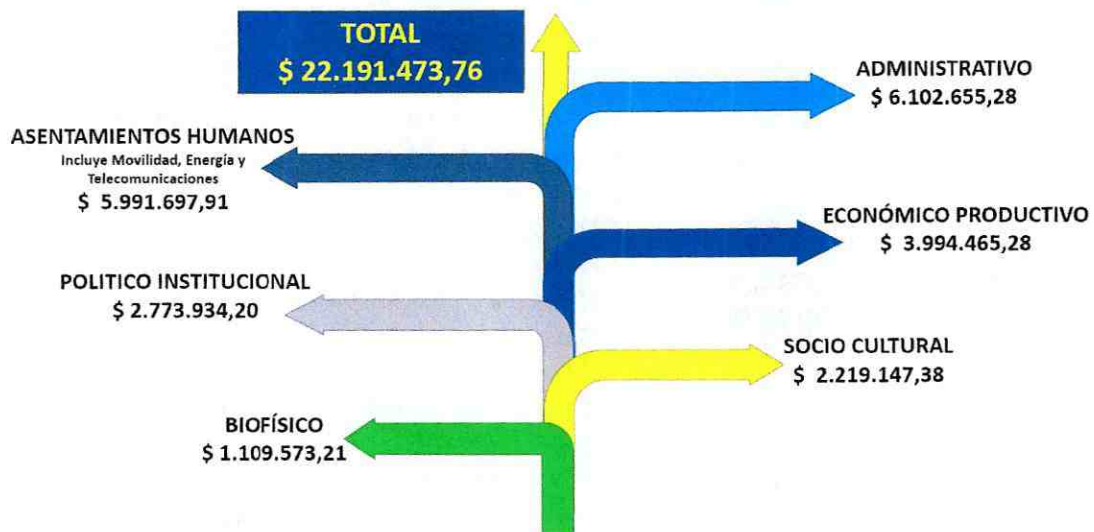 TOTAL
$ 22.191.473,76
ADMINISTRATIVO
$ 6.102.655,28
ASENTAMIENTOS HUMANOS
Incluye Movilidad, Energía y
Telecomunicaciones
$ 5.991.697,91
ECONÓMICO PRODUCTIVO
$ 3.994.465,28
POLITICO INSTITUCIONAL
$ 2.773.934,20
SOCIO CULTURAL
$ 2.219.147,38
BIOFÍSICO
$ 1.109.573,21